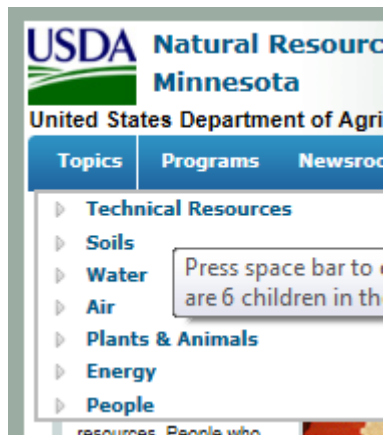 USDA Natural Resourc
Minnesota
United States Department of Agri
Topics Programs Newsroo
Technical Resources
Soils
Water
Air
Plants & Animals
Energy
People
Press space bar to
are 6 children in th
resources. People who